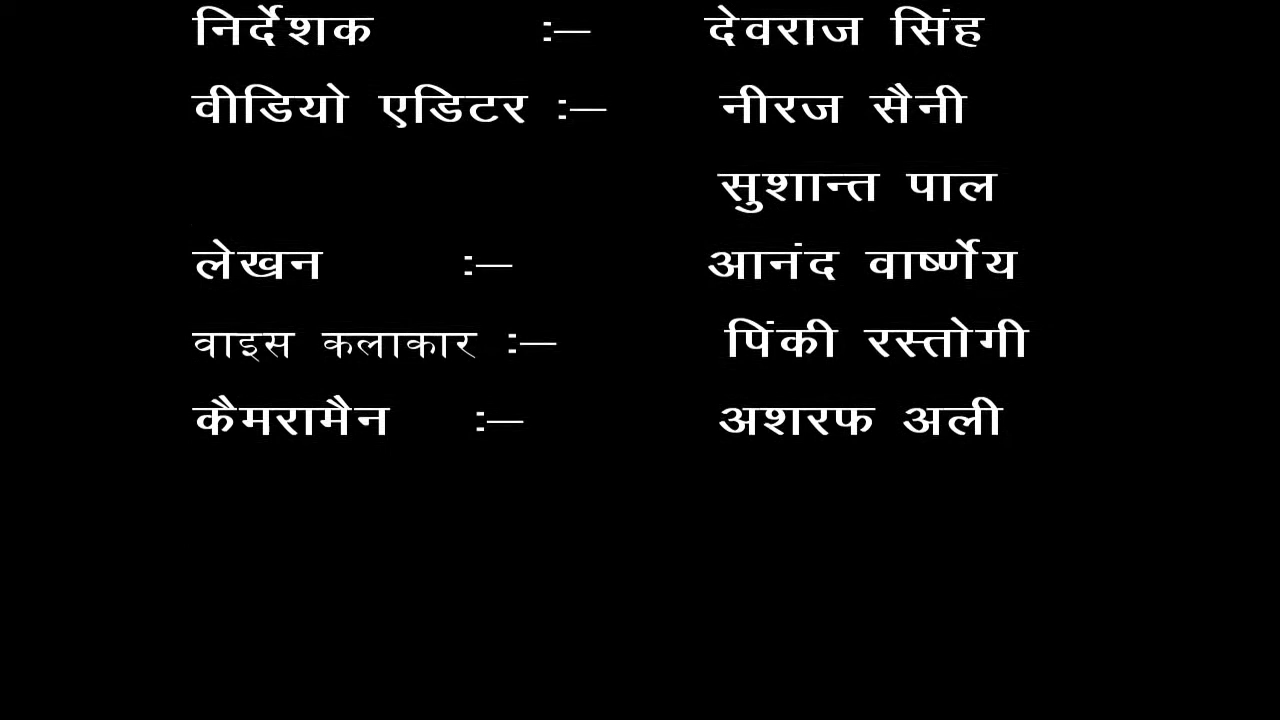 निर्देशक :— देवराज सिंह
वीडियो एडिटर :— नीरज सैनी
सुशान्त पाल
लेखन :— आनंद वार्ष्णेय
वाइस कलाकार :— पिंकी रस्तोगी
कैमरामैन :— अशरफ अली